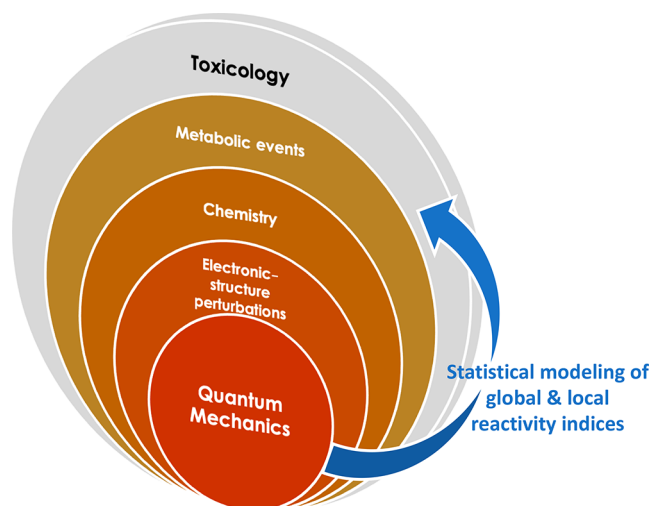 Toxicology
Metabolic events
Chemistry
Electronic-
structure
perturbations
Quantum
Mechanics
Statistical modeling of
global & local
reactivity indices